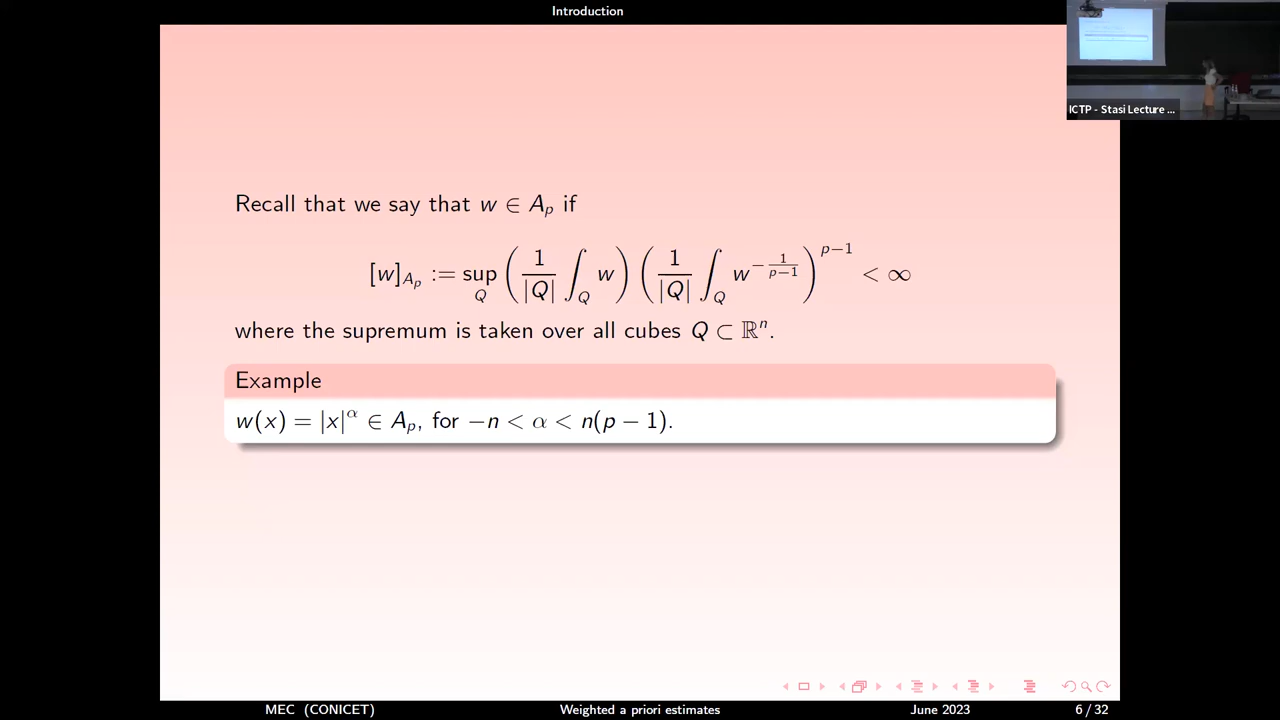 Introduction
ICTP - Stasi Lecture ...
Recall that we say that w ∈ A_p if
[w]_{A_p} := sup_Q (1/|Q| ∫_Q w) (1/|Q| ∫_Q w^{-1/(p-1)})^{p-1} < ∞
where the supremum is taken over all cubes Q ⊂ ℝⁿ.
Example
w(x) = |x|^α ∈ A_p, for −n < α < n(p − 1).
MEC (CONICET) Weighted a priori estimates June 2023 6 / 32